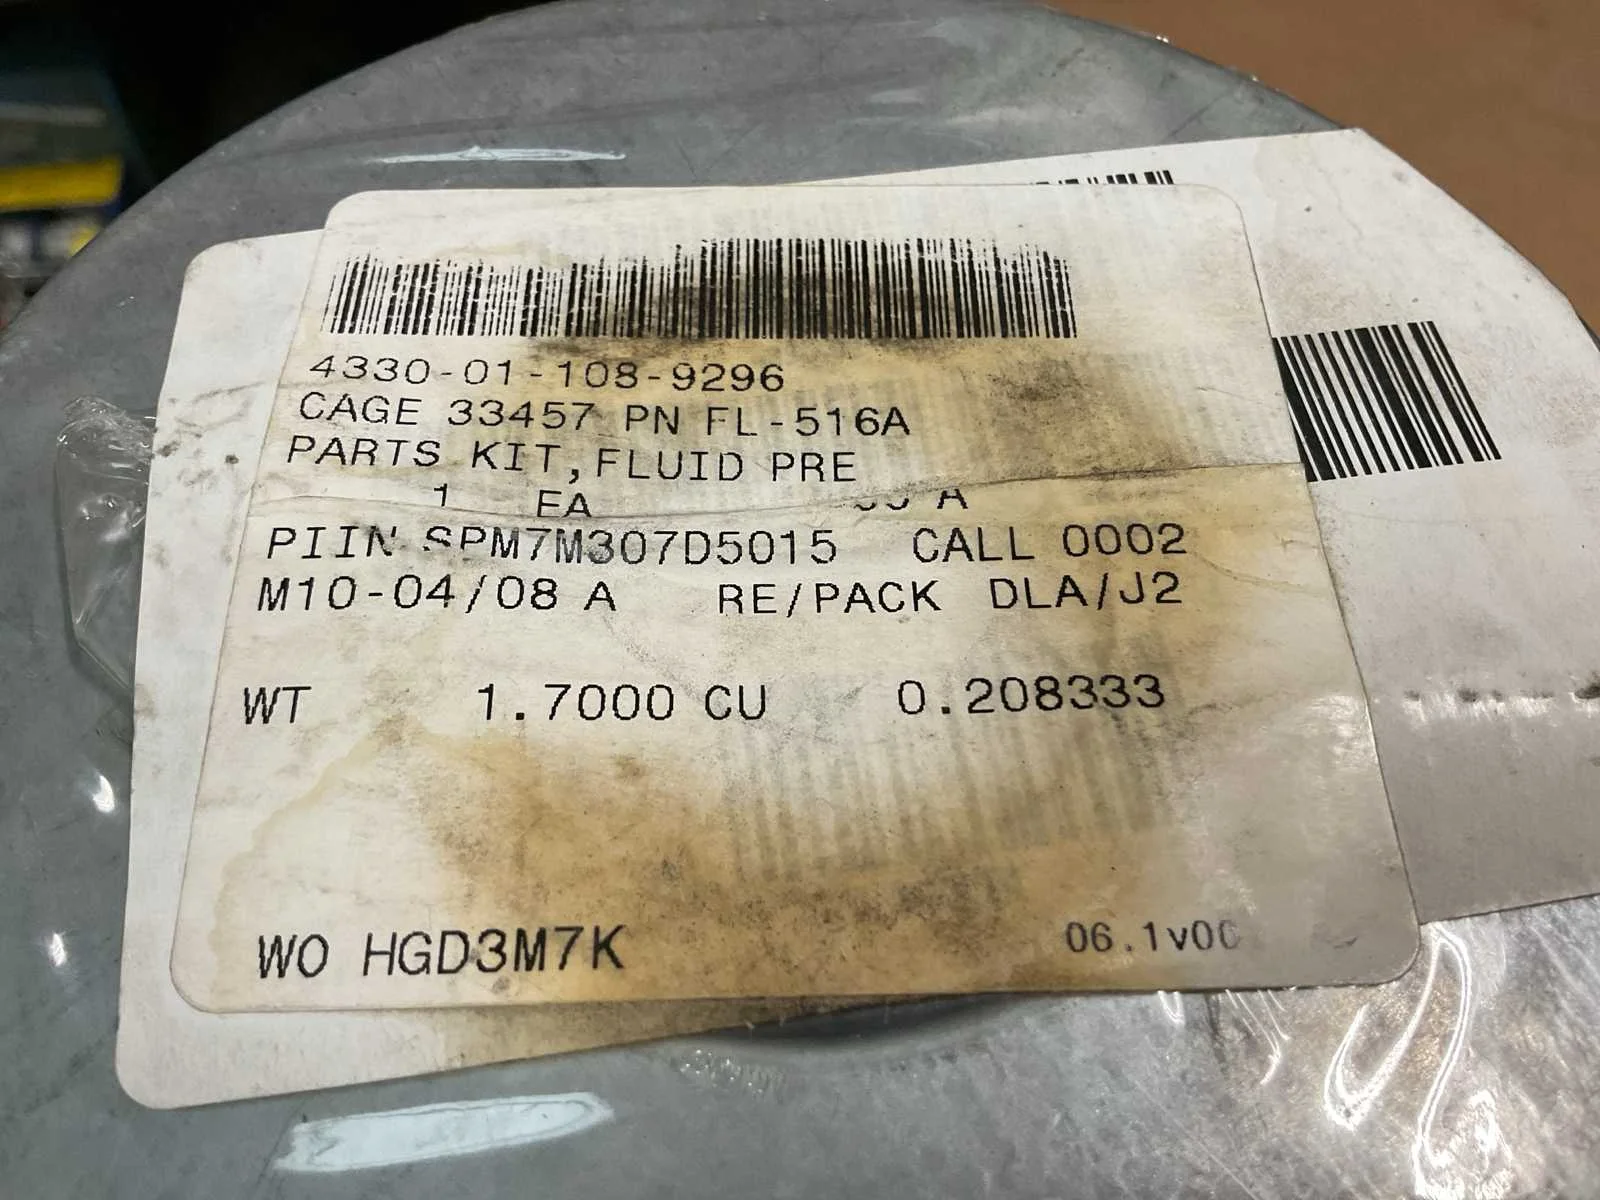 4330-01-108-9296
CAGE 33457 PN FL-516A
PARTS KIT,FLUID PRE
1 EA A
PIIN SPM7M307D5015 CALL 0002
M10-04/08 A RE/PACK DLA/J2
WT 1.7000 CU 0.208333
WO HGD3M7K